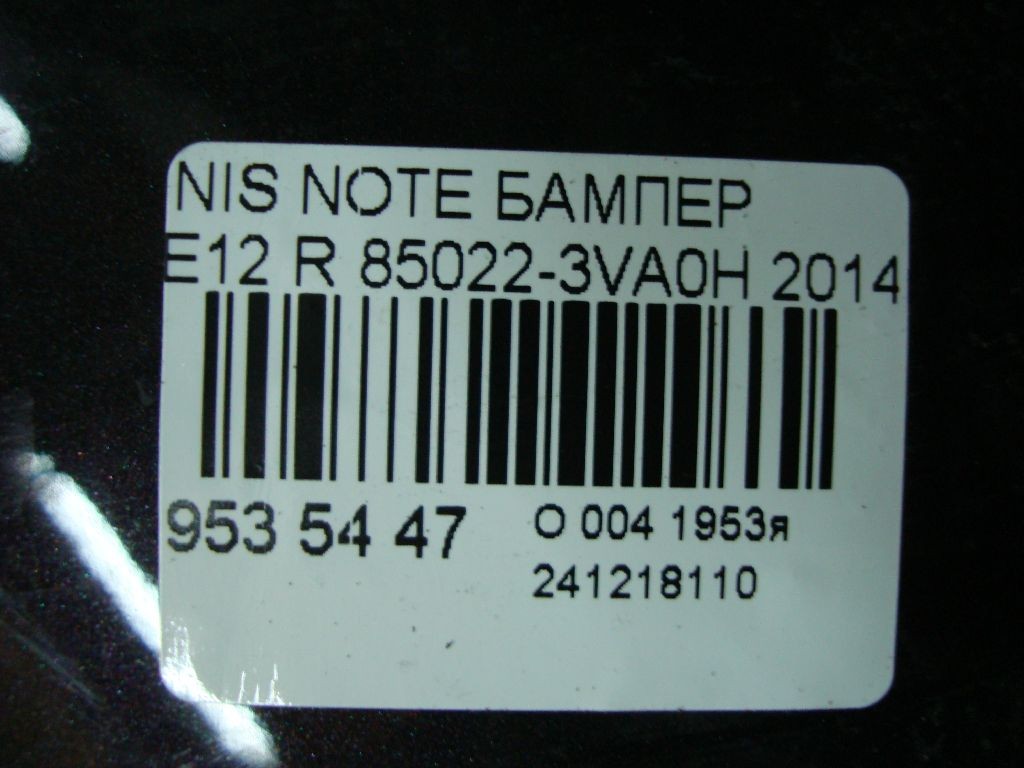 NIS NOTE БАМПЕР
E12 R 85022-3VA0H 2014
953 54 47
О 004 1953я
241218110